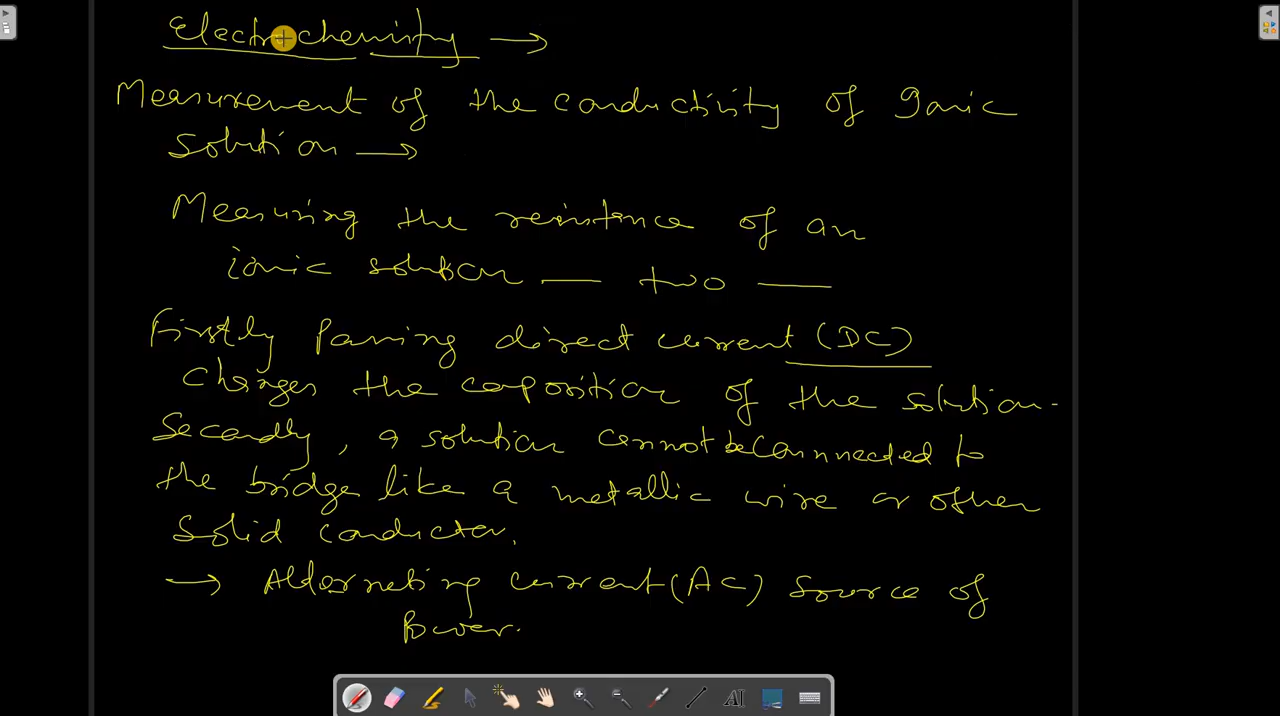 Electrochemistry →
Measurement of the conductivity of Ionic
Solution →
Measuring the resistance of an
ionic solution — two —
Firstly Passing direct current (DC)
Changes the composition of the solution.
Secondly, a solution cannot be connected to
the bridge like a metallic wire or other
Solid conductor.
→ Alternating current (AC) source of
Power.
AI